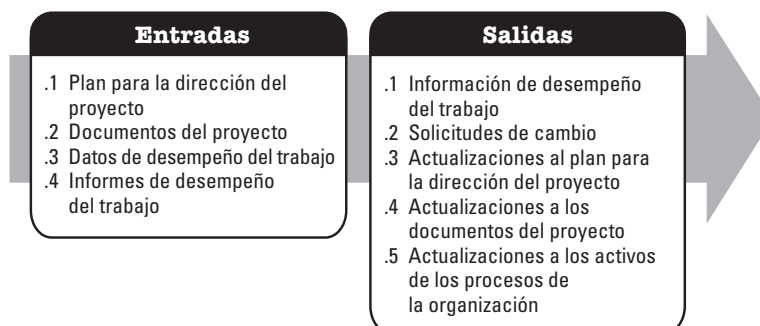 Entradas
.1 Plan para la dirección del
proyecto
.2 Documentos del proyecto
.3 Datos de desempeño del trabajo
.4 Informes de desempeño
del trabajo
Salidas
.1 Información de desempeño
del trabajo
.2 Solicitudes de cambio
.3 Actualizaciones al plan para
la dirección del proyecto
.4 Actualizaciones a los
documentos del proyecto
.5 Actualizaciones a los activos
de los procesos de
la organización